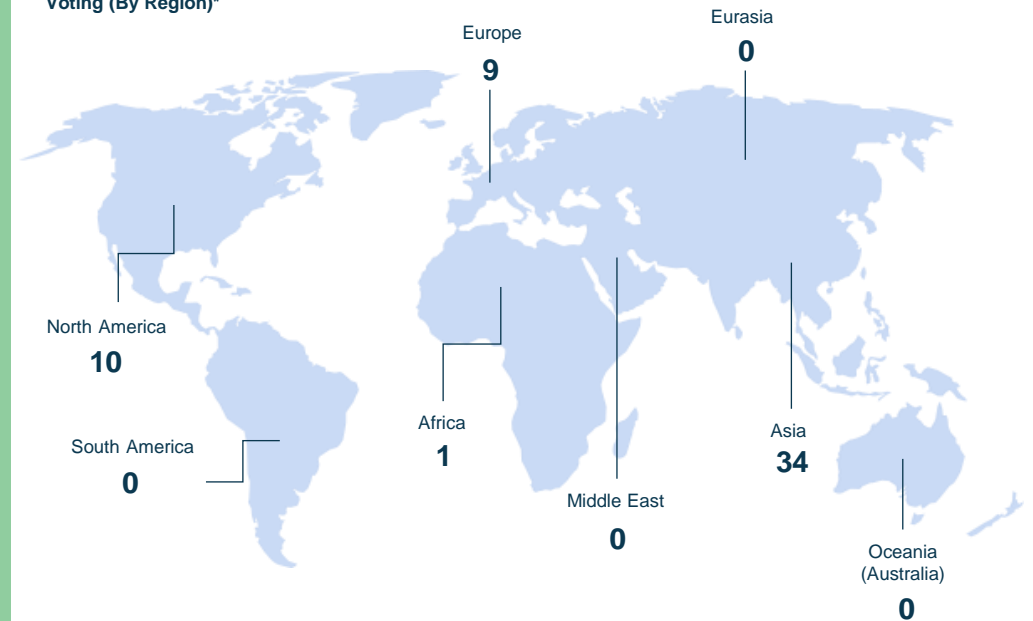 Voting (By Region)*
Eurasia
0
Europe
9
North America
10
South America
0
Africa
1
Middle East
0
Asia
34
Oceania
(Australia)
0